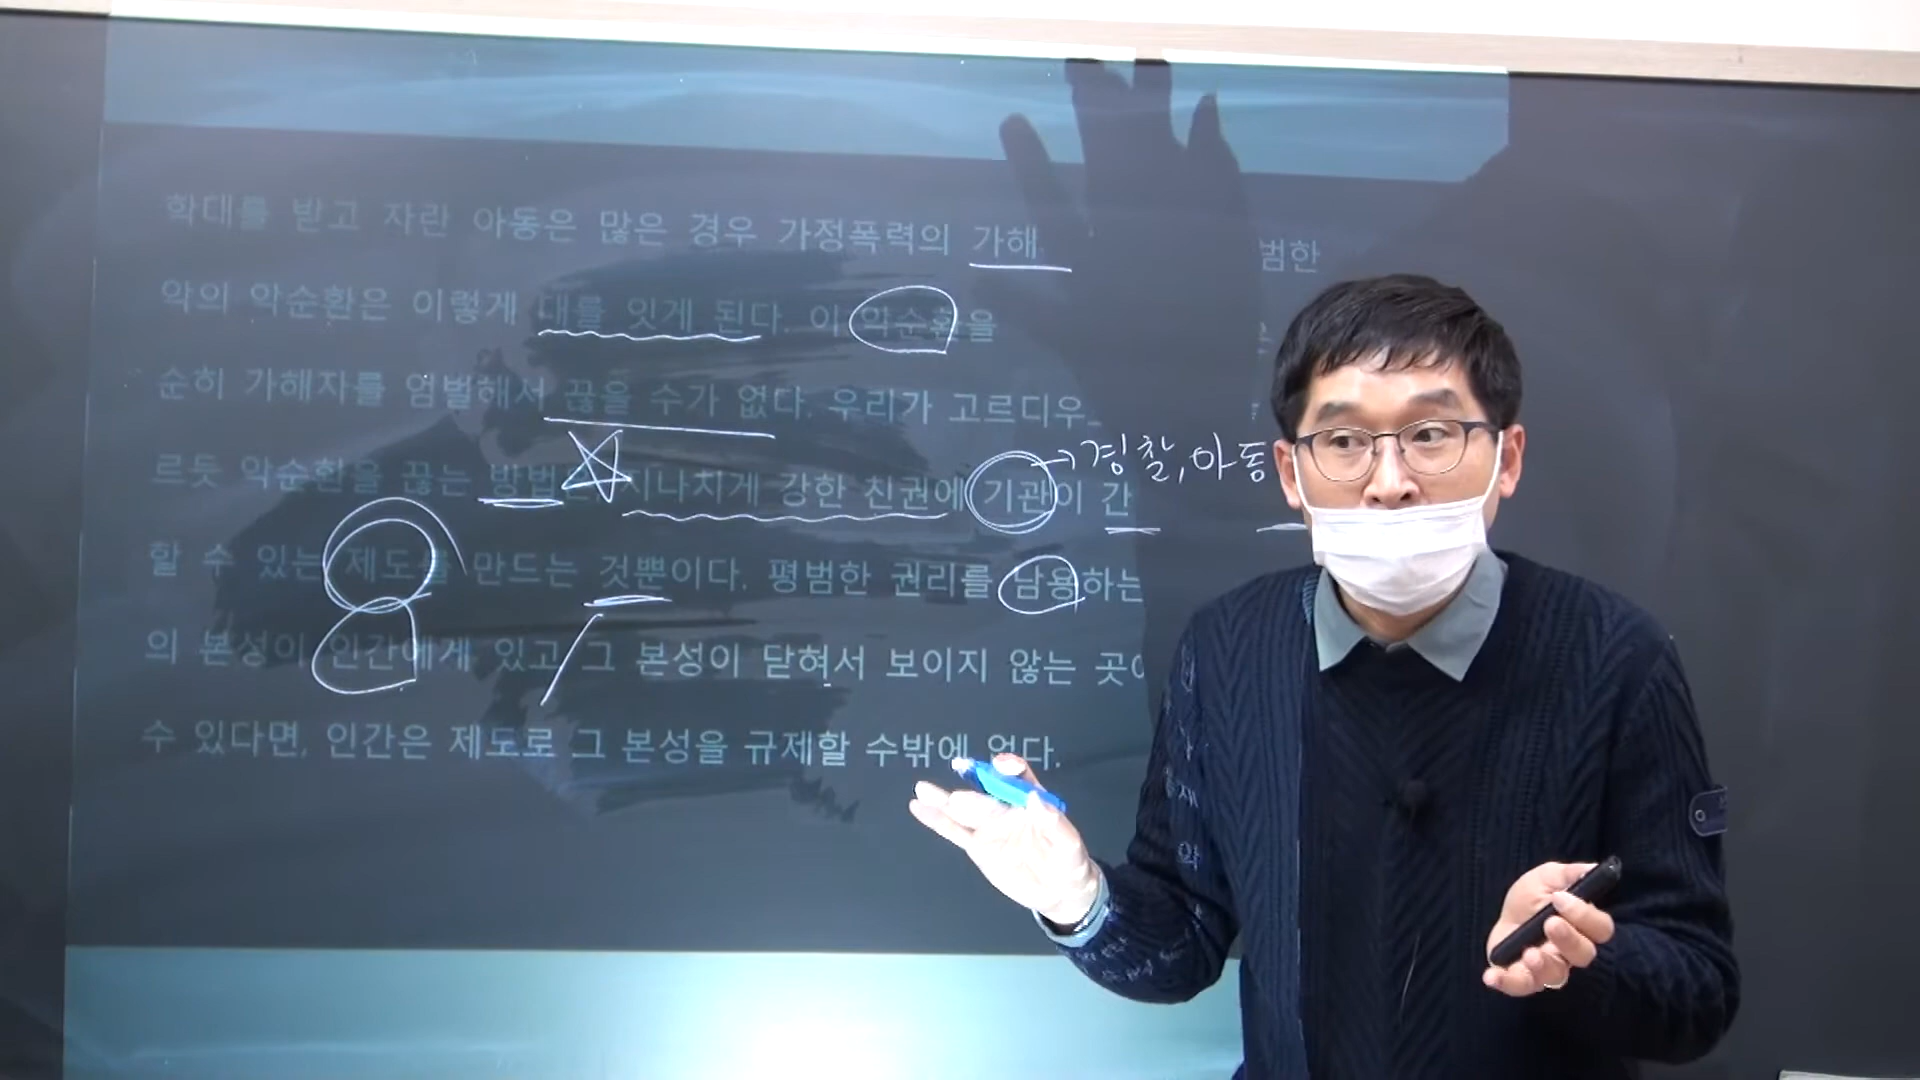 학대를 받고 자란 아동은 많은 경우 가정폭력의 가해 범한
악의 악순환은 이렇게 대를 잇게 된다. 이 악순환을
순히 가해자를 엄벌해서 끊을 수가 없다. 우리가 고르디우
→경찰,아동
르듯 악순환을 끊는 방법은 지나치게 강한 친권에 기관이 간
할 수 있는 제도를 만드는 것뿐이다. 평범한 권리를 남용하는
의 본성이 인간에게 있고 그 본성이 닫혀서 보이지 않는 곳
수 있다면, 인간은 제도로 그 본성을 규제할 수밖에 없다.